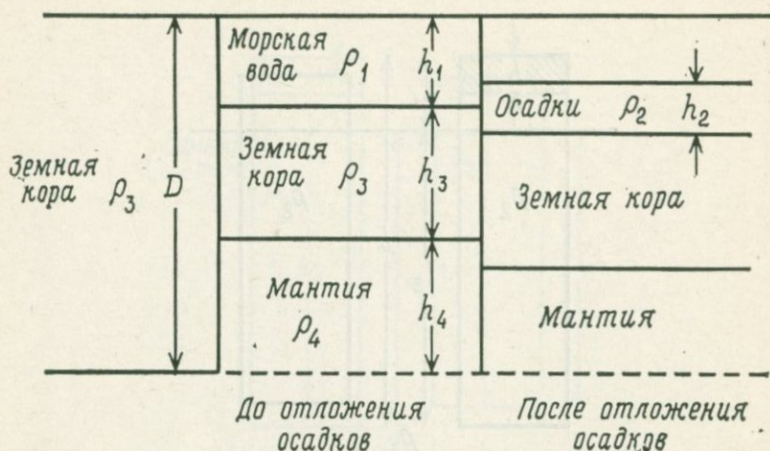 Морская
вода ρ₁ h₁
Осадки ρ₂ h₂
Земная
кора ρ₃ D
Земная
кора ρ₃ h₃
Земная кора
Мантия
ρ₄ h₄
Мантия
До отложения
осадков
После отложения
осадков